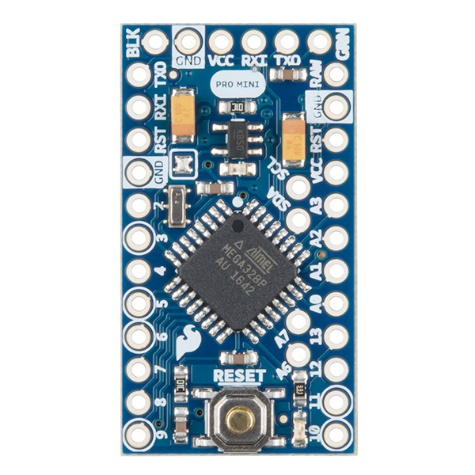 BLK
GND
VCC
RXI
TXO
GRN
PRO MINI
TXO
RXI
RST
GND
2
3
4
5
6
7
8
9
RAW
GND
RST
VCC
A3
A2
A1
A0
13
12
11
10
SCL
SDA
A7
A6
ATMEL
MEGA328P
AU 1642
RESET